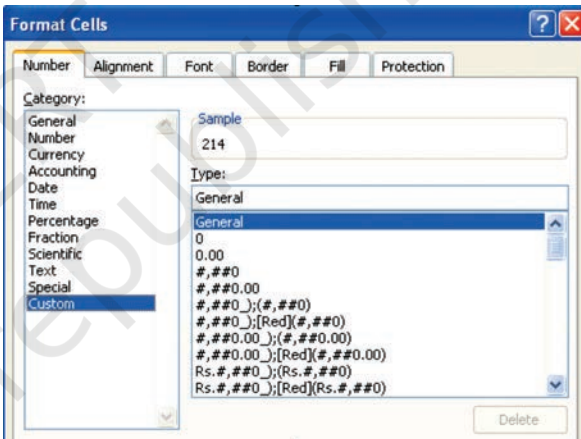 Format Cells
Number Alignment Font Border Fill Protection
Category:
General
Number
Currency
Accounting
Date
Time
Percentage
Fraction
Scientific
Text
Special
Custom
Sample
214
Type:
General
General
0
0.00
#,##0
#,##0.00
#,##0_);(#,##0)
#,##0_);[Red](#,##0)
#,##0.00_);(#,##0.00)
#,##0.00_);[Red](#,##0.00)
Rs.#,##0_);(Rs.#,##0)
Rs.#,##0_);[Red](Rs.#,##0)
Delete
republish